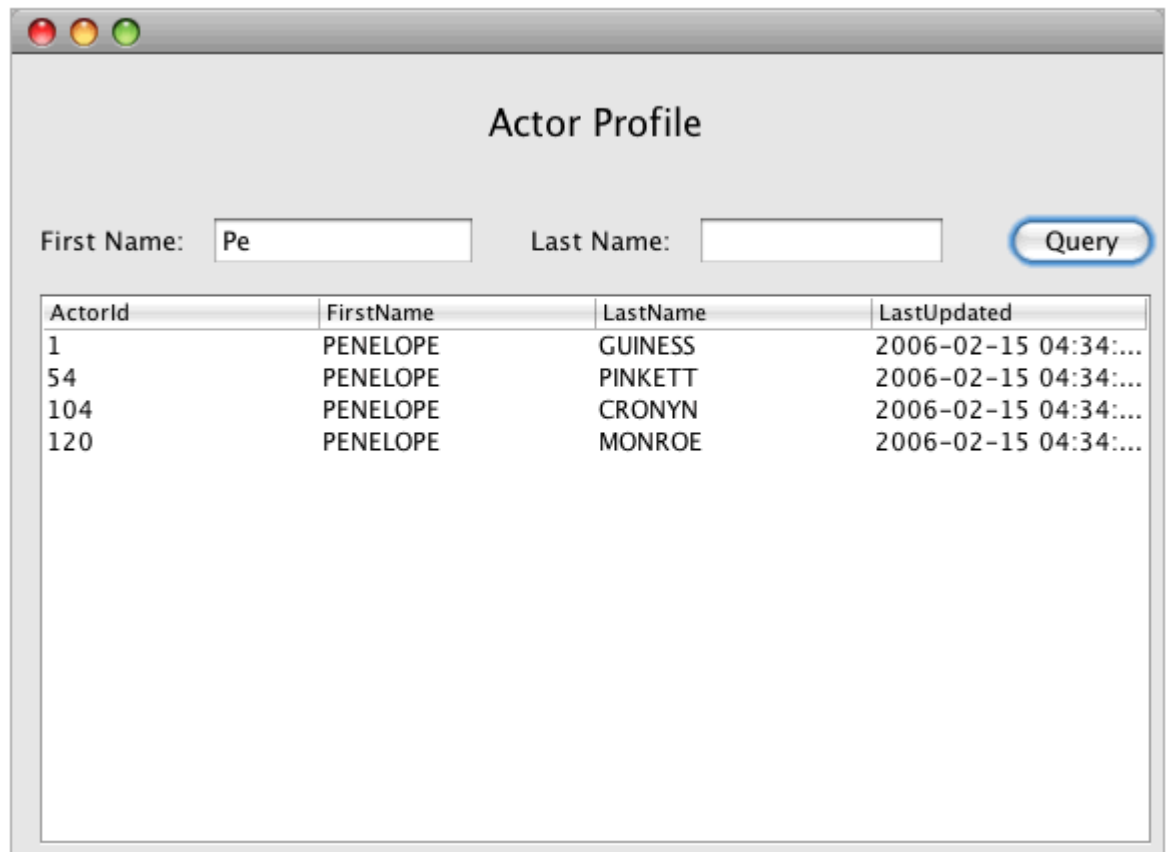 Actor Profile
First Name: Pe Last Name: Query
ActorId FirstName LastName LastUpdated
1 PENELOPE GUINESS 2006-02-15 04:34:...
54 PENELOPE PINKETT 2006-02-15 04:34:...
104 PENELOPE CRONYN 2006-02-15 04:34:...
120 PENELOPE MONROE 2006-02-15 04:34:...